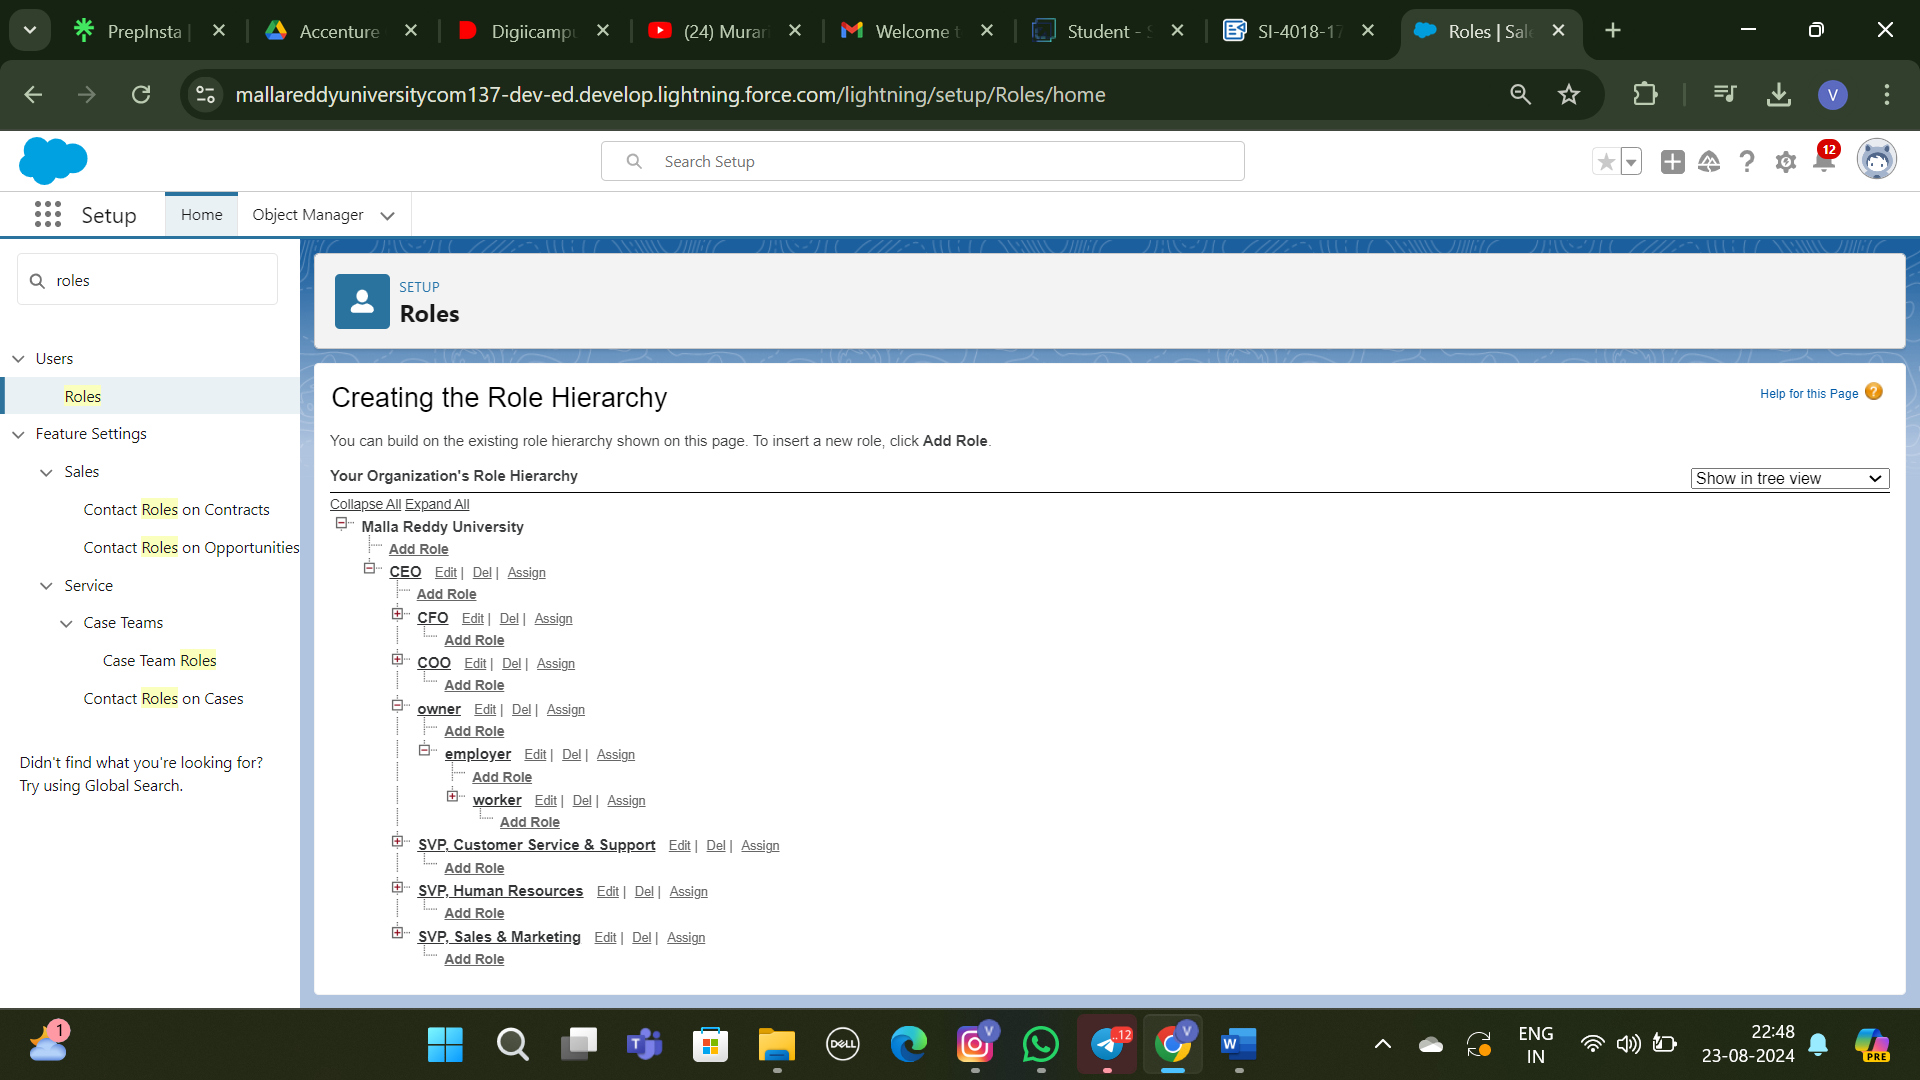 PrepInsta |
Accenture
Digiicampu
(24) Murar
Welcome t
Student - S
SI-4018-17
Roles | Sale
mallareddyuniversitycom137-dev-ed.develop.lightning.force.com/lightning/setup/Roles/home
V
Search Setup
12
Setup
Home
Object Manager
roles
Users
Roles
Feature Settings
Sales
Contact Roles on Contracts
Contact Roles on Opportunities
Service
Case Teams
Case Team Roles
Contact Roles on Cases
Didn't find what you're looking for?
Try using Global Search.
SETUP
Roles
Creating the Role Hierarchy
Help for this Page
You can build on the existing role hierarchy shown on this page. To insert a new role, click Add Role.
Your Organization's Role Hierarchy
Show in tree view
Collapse All Expand All
Malla Reddy University
Add Role
CEO Edit | Del | Assign
Add Role
CFO Edit | Del | Assign
Add Role
COO Edit | Del | Assign
Add Role
owner Edit | Del | Assign
Add Role
employer Edit | Del | Assign
Add Role
worker Edit | Del | Assign
Add Role
SVP, Customer Service & Support Edit | Del | Assign
Add Role
SVP, Human Resources Edit | Del | Assign
Add Role
SVP, Sales & Marketing Edit | Del | Assign
Add Role
1
DELL
V
..12
V
W
ENG
IN
22:48
23-08-2024
PRE